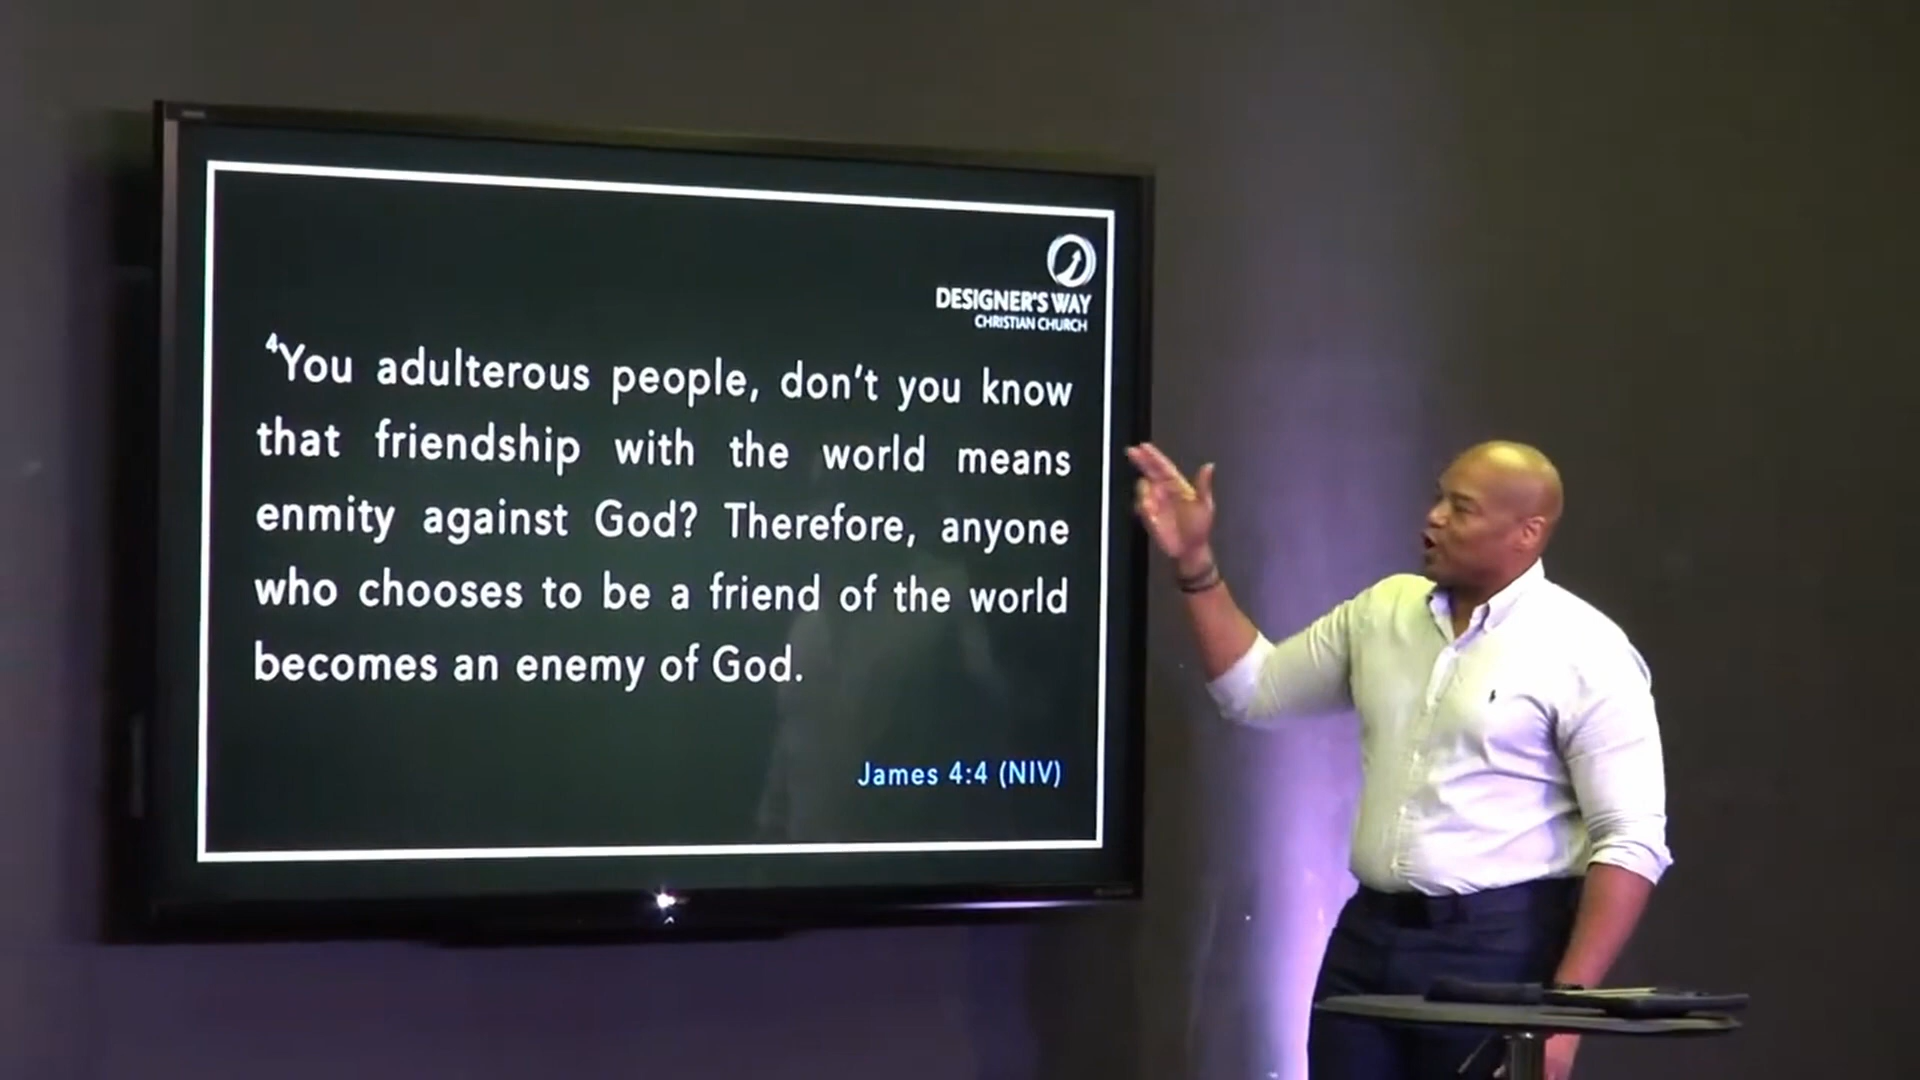 DESIGNER'S WAY
CHRISTIAN CHURCH
⁴You adulterous people, don't you know
that friendship with the world means
enmity against God? Therefore, anyone
who chooses to be a friend of the world
becomes an enemy of God.
James 4:4 (NIV)